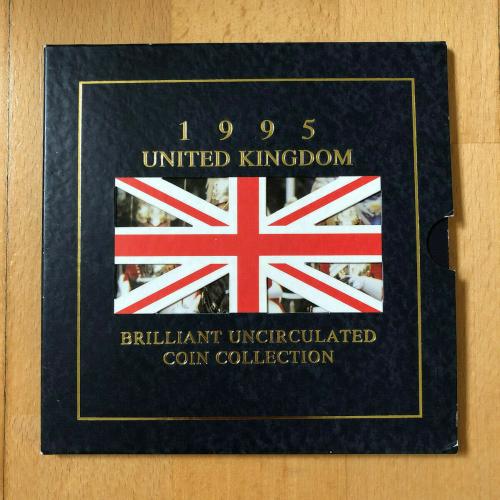 1995
UNITED KINGDOM
BRILLIANT UNCIRCULATED
COIN COLLECTION